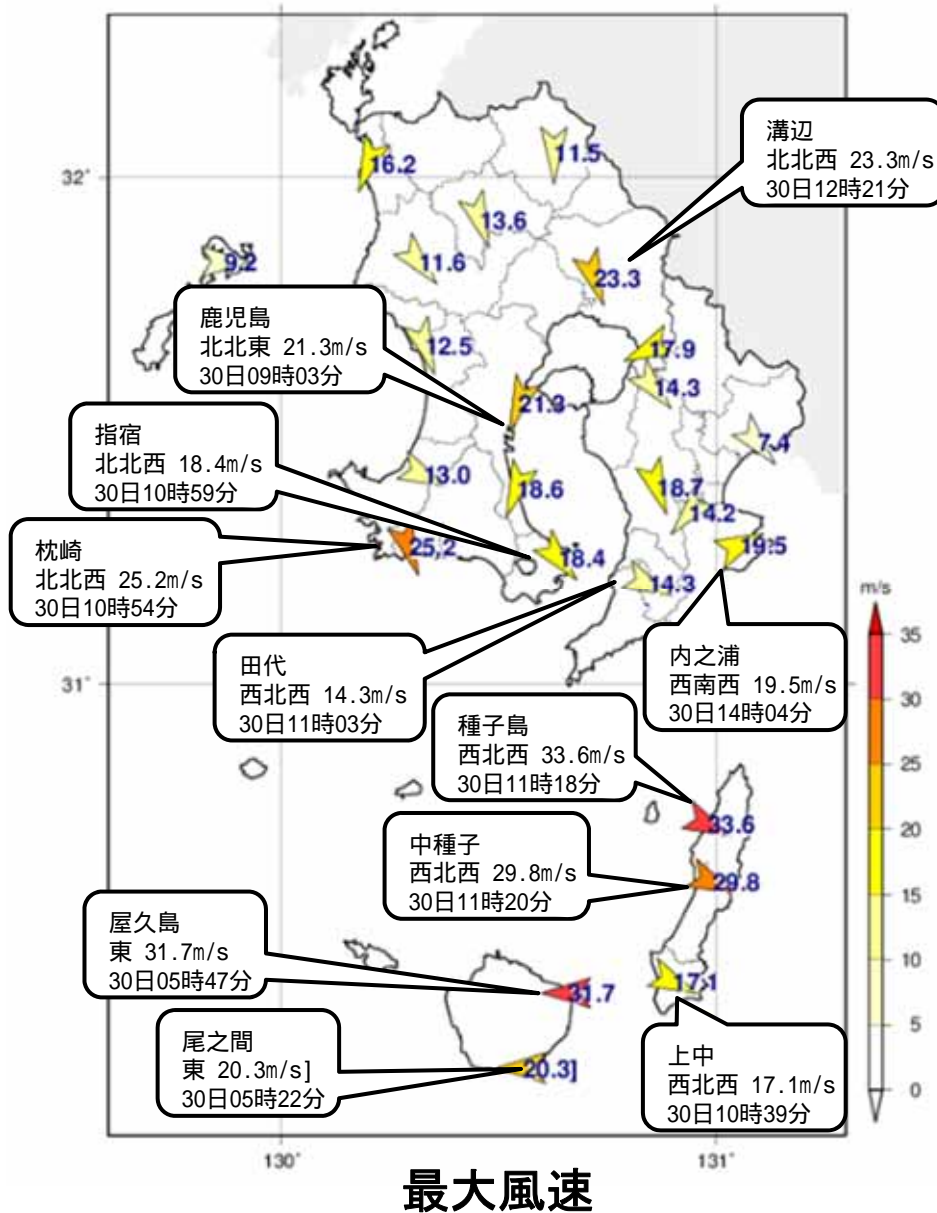 溝辺
北北西 23.3m/s
30日12時21分
16.2
11.5
32°
13.6
11.6
23.3
9.2
鹿児島
北北東 21.3m/s
30日09時03分
12.5
17.9
14.3
21.3
7.4
指宿
北北西 18.4m/s
30日10時59分
13.0
18.6
18.7
14.2
枕崎
北北西 25.2m/s
30日10時54分
25.2
18.4
19.5
14.3
m/s
35
30
25
20
15
10
5
0
田代
西北西 14.3m/s
30日11時03分
内之浦
西南西 19.5m/s
30日14時04分
31°
種子島
西北西 33.6m/s
30日11時18分
33.6
中種子
西北西 29.8m/s
30日11時20分
29.8
屋久島
東 31.7m/s
30日05時47分
31.7
17.1
尾之間
東 20.3m/s]
30日05時22分
20.3]
上中
西北西 17.1m/s
30日10時39分
130°
131°
最大風速